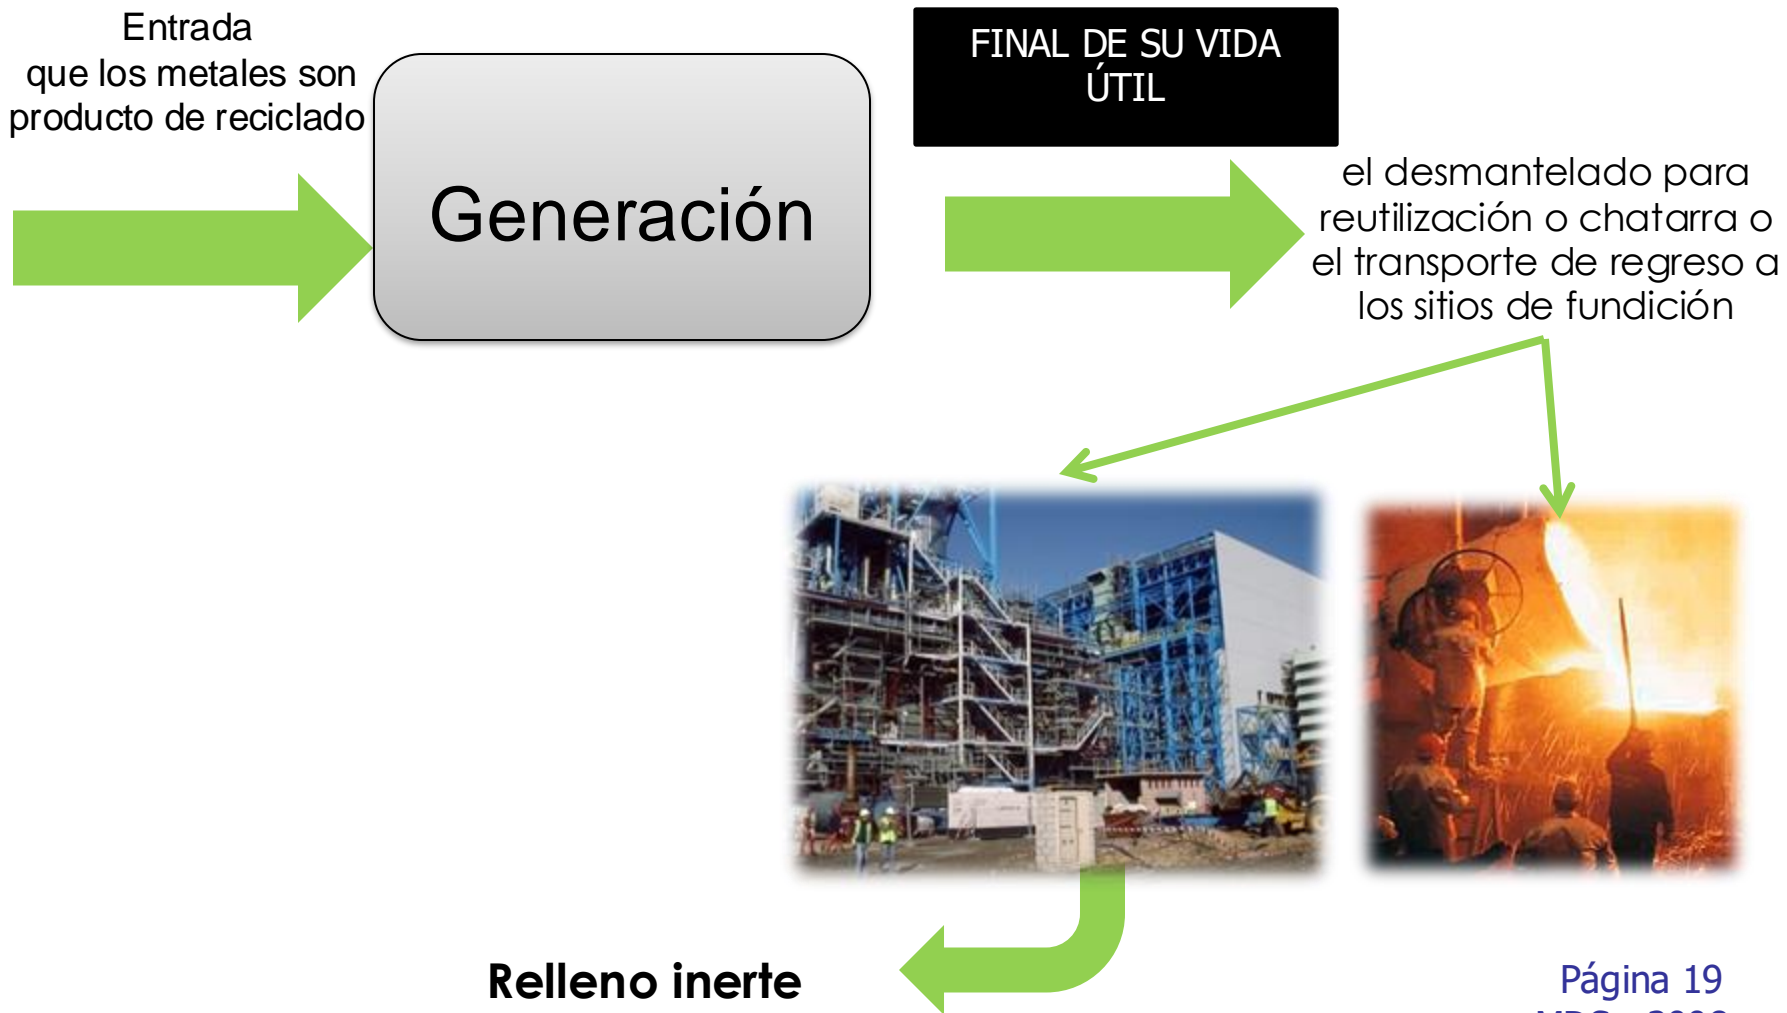 Entrada
que los metales son
producto de reciclado
Generación
FINAL DE SU VIDA
ÚTIL
el desmantelado para
reutilización o chatarra o
el transporte de regreso a
los sitios de fundición
Relleno inerte
Página 19